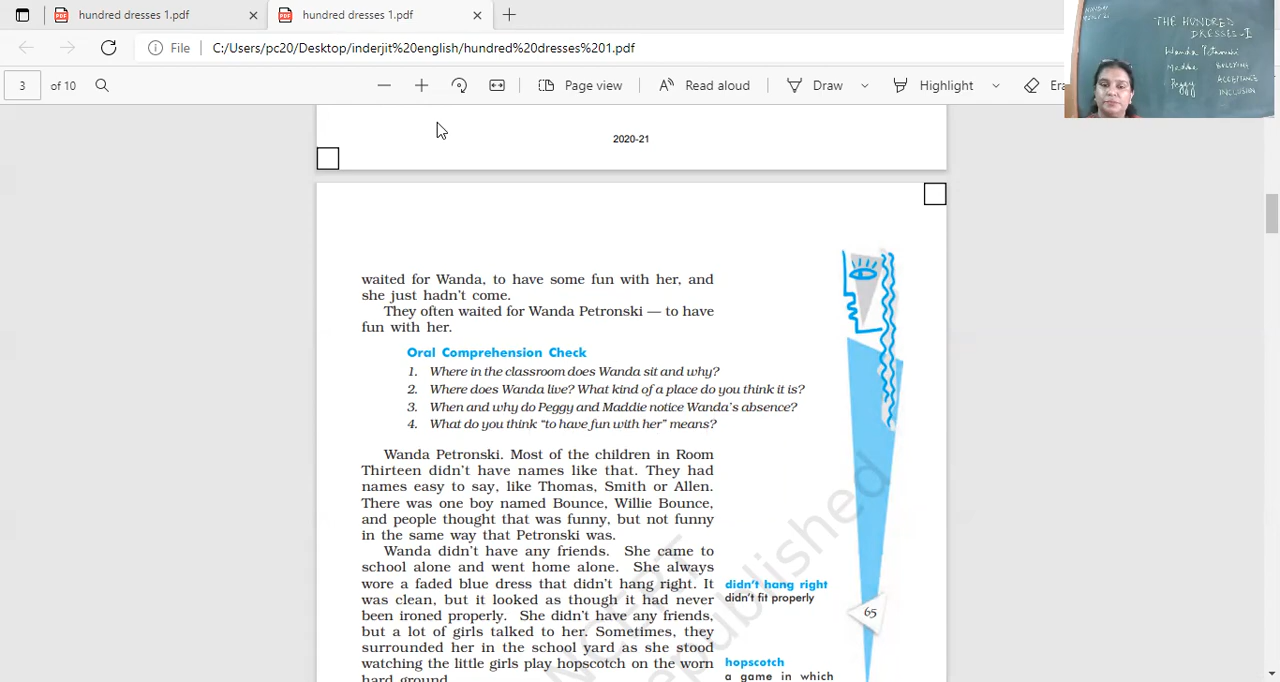 hundred dresses 1.pdf
hundred dresses 1.pdf
File
C:/Users/pc20/Desktop/inderjit%20english/hundred%20dresses%201.pdf
3 of 10
Page view
Read aloud
Draw
Highlight
Era
THE HUNDRED
DRESSES-I
Wanda Petronski
Maddie
BULLYING
Peggy
ACCEPTANCE
INCLUSION
2020-21
waited for Wanda, to have some fun with her, and
she just hadn't come.
They often waited for Wanda Petronski — to have
fun with her.
Oral Comprehension Check
1. Where in the classroom does Wanda sit and why?
2. Where does Wanda live? What kind of a place do you think it is?
3. When and why do Peggy and Maddie notice Wanda's absence?
4. What do you think “to have fun with her” means?
Wanda Petronski. Most of the children in Room
Thirteen didn't have names like that. They had
names easy to say, like Thomas, Smith or Allen.
There was one boy named Bounce, Willie Bounce,
and people thought that was funny, but not funny
in the same way that Petronski was.
Wanda didn't have any friends. She came to
school alone and went home alone. She always
wore a faded blue dress that didn't hang right. It
was clean, but it looked as though it had never
been ironed properly. She didn't have any friends,
but a lot of girls talked to her. Sometimes, they
surrounded her in the school yard as she stood
watching the little girls play hopscotch on the worn
hard ground.
didn't hang right
didn't fit properly
65
hopscotch
a game in which
NCERT
republished